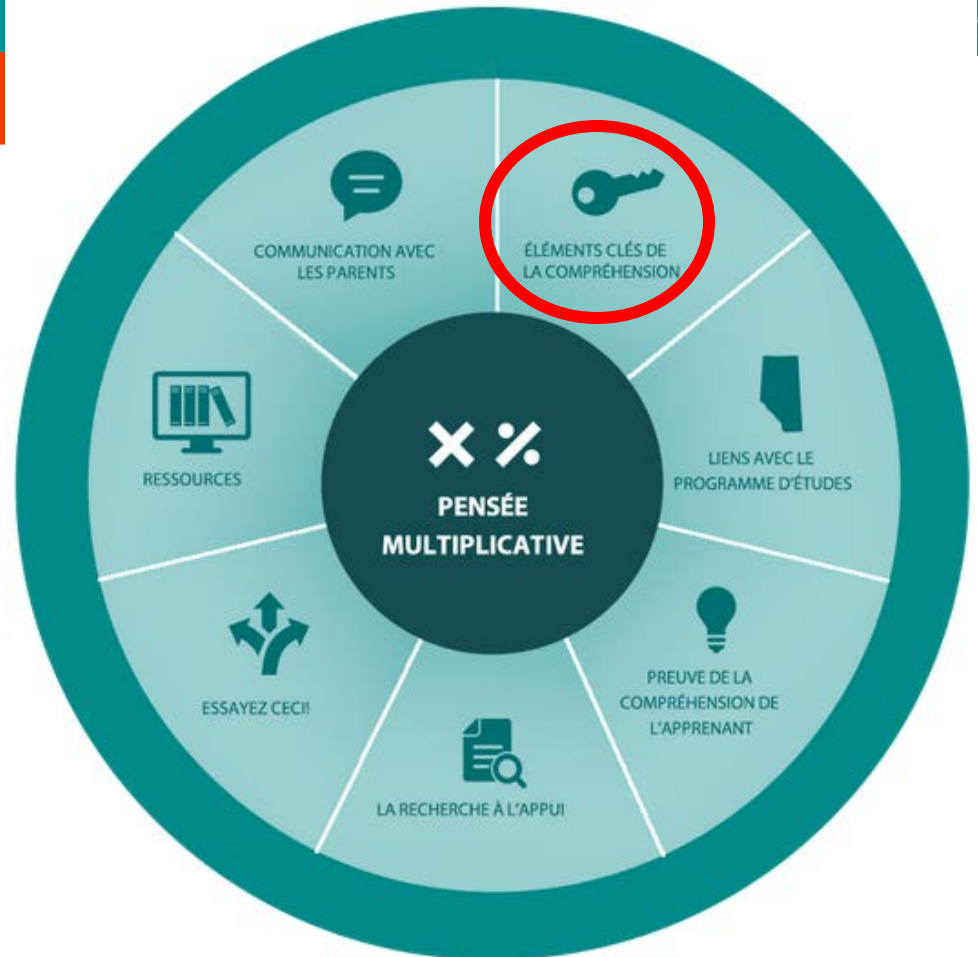 COMMUNICATION AVEC
LES PARENTS
ÉLÉMENTS CLÉS DE
LA COMPRÉHENSION
RESSOURCES
LIENS AVEC LE
PROGRAMME D'ÉTUDES
PENSÉE
MULTIPLICATIVE
ESSAYEZ CECI!
PREUVE DE LA
COMPRÉHENSION DE
L'APPRENANT
LA RECHERCHE À L'APPUI